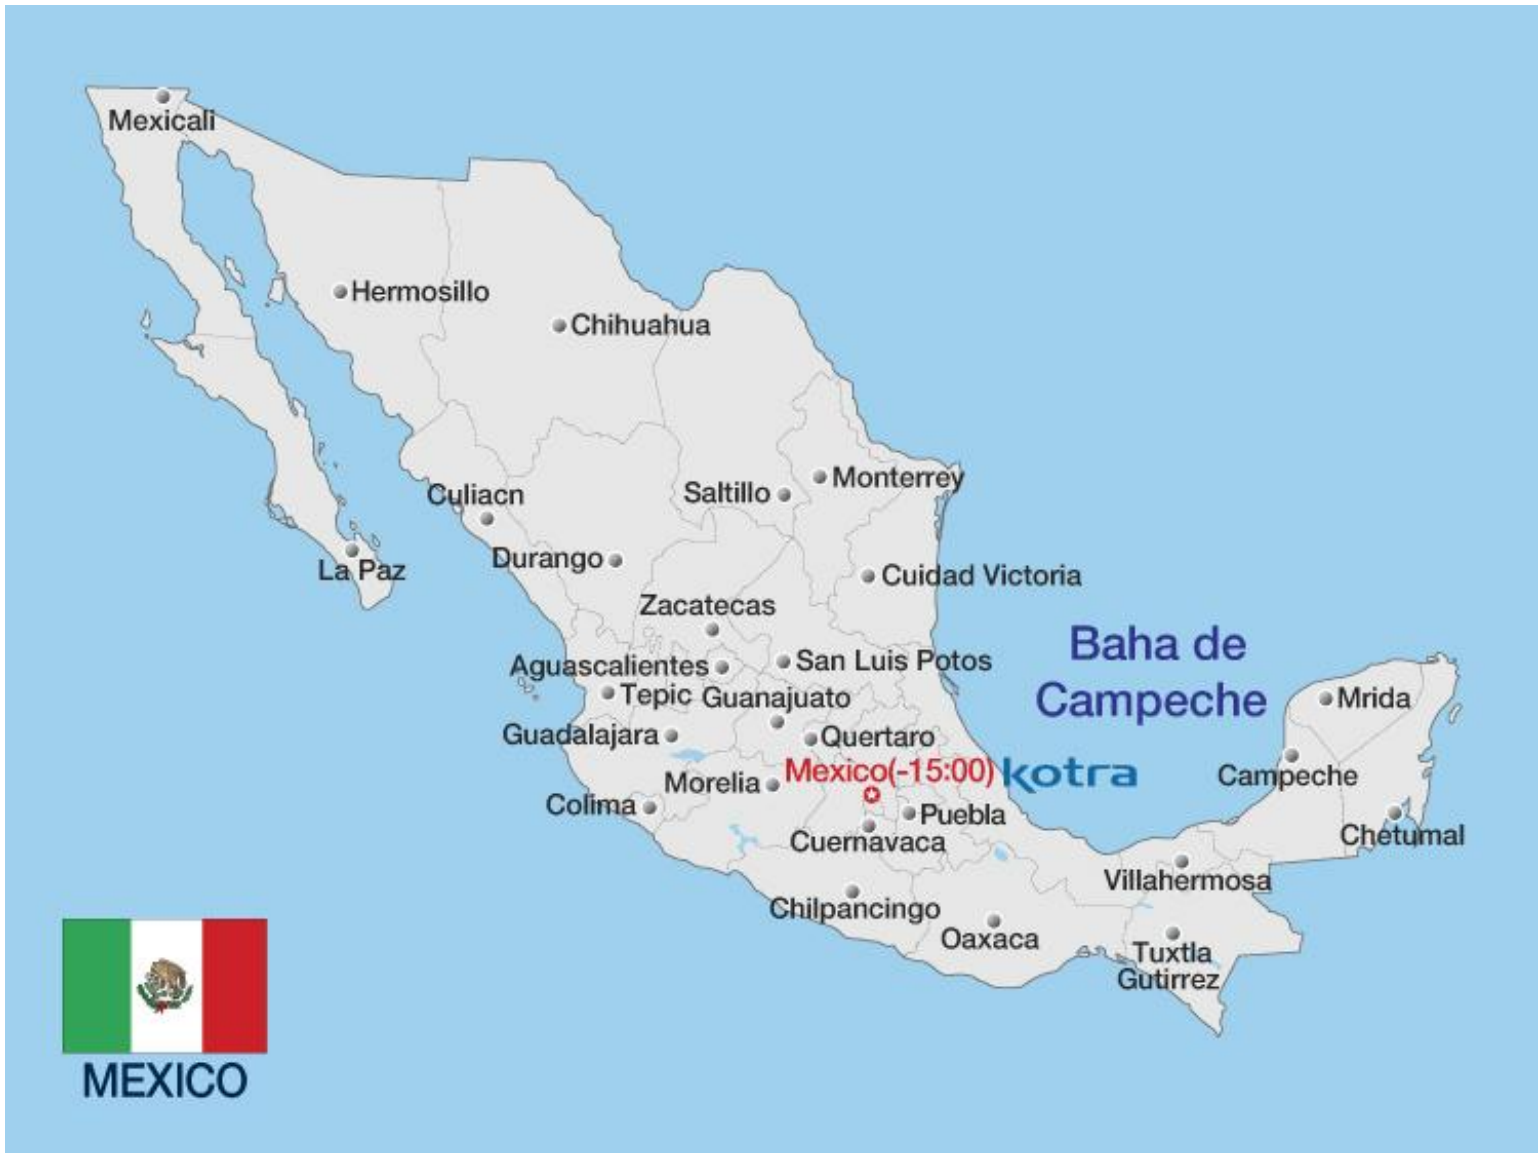 Mexicali
Hermosillo
Chihuahua
Monterrey
Saltillo
Culiacn
Durango
La Paz
Cuidad Victoria
Zacatecas
Baha de
Campeche
San Luis Potos
Aguascalientes
Tepic
Guanajuato
Mrida
Guadalajara
Quertaro
Mexico(-15:00)
kotra
Campeche
Morelia
Colima
Puebla
Cuernavaca
Chetumal
Villahermosa
Chilpancingo
Oaxaca
Tuxtla
Gutirrez
MEXICO